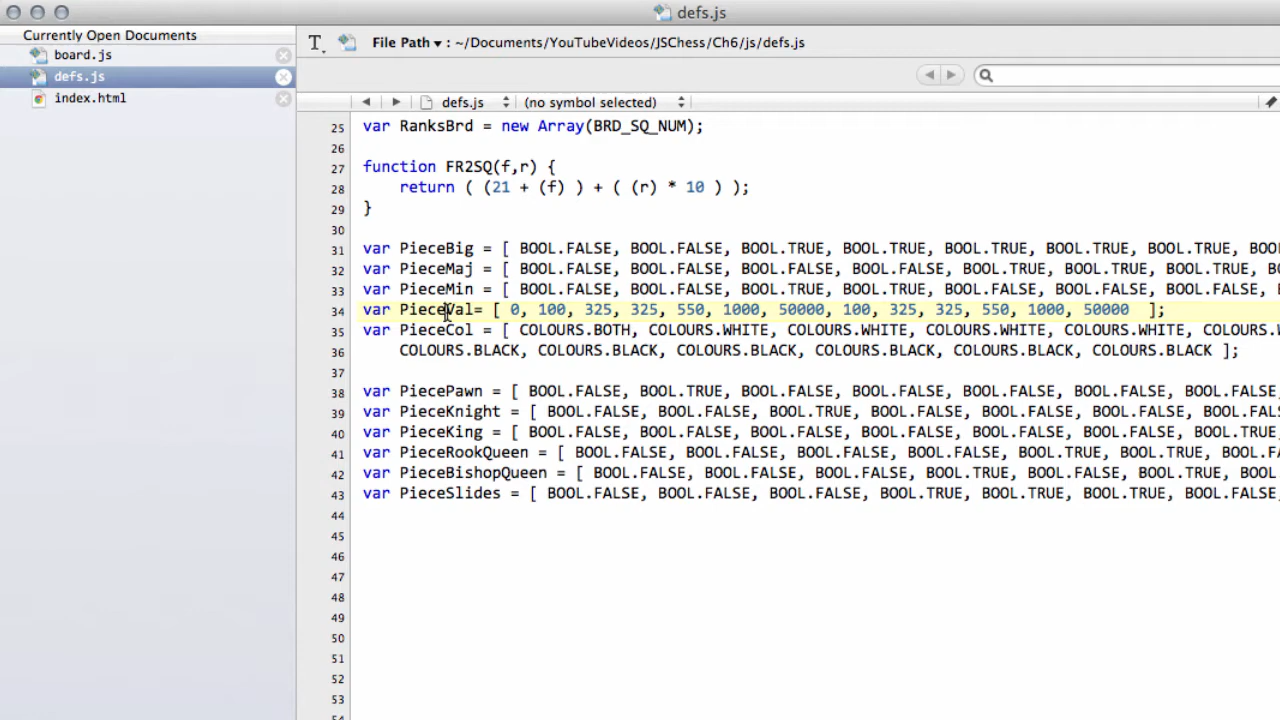 defs.js
Currently Open Documents
board.js
defs.js
index.html
File Path ▾ : ~/Documents/YouTubeVideos/JSChess/Ch6/js/defs.js
defs.js (no symbol selected)
25 var RanksBrd = new Array(BRD_SQ_NUM);
26
27 function FR2SQ(f,r) {
28 return ( (21 + (f) ) + ( (r) * 10 ) );
29 }
30
31 var PieceBig = [ BOOL.FALSE, BOOL.FALSE, BOOL.TRUE, BOOL.TRUE, BOOL.TRUE, BOOL.TRUE, BOOL.TRUE, BOO
32 var PieceMaj = [ BOOL.FALSE, BOOL.FALSE, BOOL.FALSE, BOOL.FALSE, BOOL.TRUE, BOOL.TRUE, BOOL.TRUE,
33 var PieceMin = [ BOOL.FALSE, BOOL.FALSE, BOOL.TRUE, BOOL.TRUE, BOOL.FALSE, BOOL.FALSE, BOOL.FALSE, B
34 var PieceVal= [ 0, 100, 325, 325, 550, 1000, 50000, 100, 325, 325, 550, 1000, 50000 ];
35 var PieceCol = [ COLOURS.BOTH, COLOURS.WHITE, COLOURS.WHITE, COLOURS.WHITE, COLOURS.WHITE, COLOURS.W
36 COLOURS.BLACK, COLOURS.BLACK, COLOURS.BLACK, COLOURS.BLACK, COLOURS.BLACK, COLOURS.BLACK ];
37
38 var PiecePawn = [ BOOL.FALSE, BOOL.TRUE, BOOL.FALSE, BOOL.FALSE, BOOL.FALSE, BOOL.FALSE, BOOL.FALSE,
39 var PieceKnight = [ BOOL.FALSE, BOOL.FALSE, BOOL.TRUE, BOOL.FALSE, BOOL.FALSE, BOOL.FALSE, BOOL.FALS
40 var PieceKing = [ BOOL.FALSE, BOOL.FALSE, BOOL.FALSE, BOOL.FALSE, BOOL.FALSE, BOOL.FALSE, BOOL.TRUE,
41 var PieceRookQueen = [ BOOL.FALSE, BOOL.FALSE, BOOL.FALSE, BOOL.FALSE, BOOL.TRUE, BOOL.TRUE, BOOL.FA
42 var PieceBishopQueen = [ BOOL.FALSE, BOOL.FALSE, BOOL.FALSE, BOOL.TRUE, BOOL.FALSE, BOOL.TRUE, BOOL.
43 var PieceSlides = [ BOOL.FALSE, BOOL.FALSE, BOOL.FALSE, BOOL.TRUE, BOOL.TRUE, BOOL.TRUE, BOOL.FALSE,
44
45
46
47
48
49
50
51
52
53
54